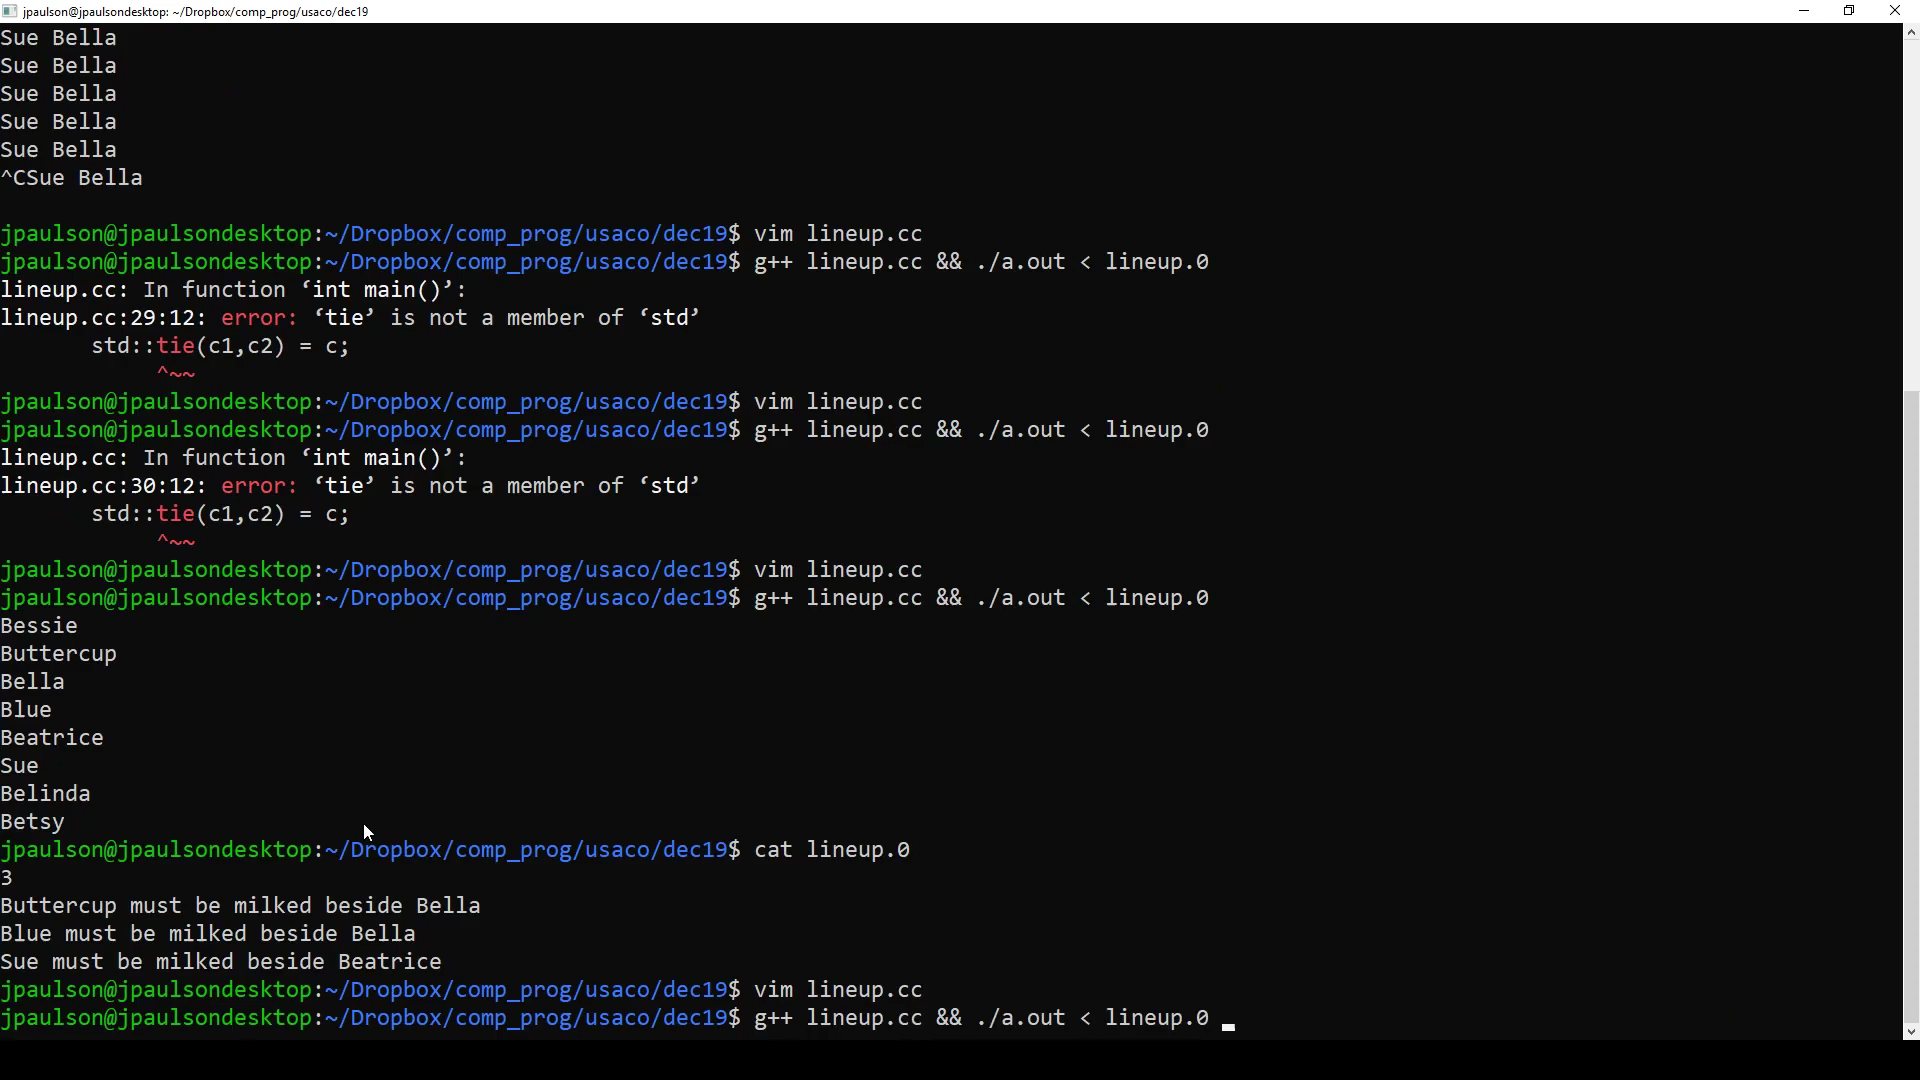 jpaulson@jpaulsondesktop: ~/Dropbox/comp_prog/usaco/dec19
Sue Bella
Sue Bella
Sue Bella
Sue Bella
Sue Bella
^CSue Bella
jpaulson@jpaulsondesktop:~/Dropbox/comp_prog/usaco/dec19$ vim lineup.cc
jpaulson@jpaulsondesktop:~/Dropbox/comp_prog/usaco/dec19$ g++ lineup.cc && ./a.out < lineup.0
lineup.cc: In function ‘int main()’:
lineup.cc:29:12: error: ‘tie’ is not a member of ‘std’
       std::tie(c1,c2) = c;
            ^~~
jpaulson@jpaulsondesktop:~/Dropbox/comp_prog/usaco/dec19$ vim lineup.cc
jpaulson@jpaulsondesktop:~/Dropbox/comp_prog/usaco/dec19$ g++ lineup.cc && ./a.out < lineup.0
lineup.cc: In function ‘int main()’:
lineup.cc:30:12: error: ‘tie’ is not a member of ‘std’
       std::tie(c1,c2) = c;
            ^~~
jpaulson@jpaulsondesktop:~/Dropbox/comp_prog/usaco/dec19$ vim lineup.cc
jpaulson@jpaulsondesktop:~/Dropbox/comp_prog/usaco/dec19$ g++ lineup.cc && ./a.out < lineup.0
Bessie
Buttercup
Bella
Blue
Beatrice
Sue
Belinda
Betsy
jpaulson@jpaulsondesktop:~/Dropbox/comp_prog/usaco/dec19$ cat lineup.0
3
Buttercup must be milked beside Bella
Blue must be milked beside Bella
Sue must be milked beside Beatrice
jpaulson@jpaulsondesktop:~/Dropbox/comp_prog/usaco/dec19$ vim lineup.cc
jpaulson@jpaulsondesktop:~/Dropbox/comp_prog/usaco/dec19$ g++ lineup.cc && ./a.out < lineup.0